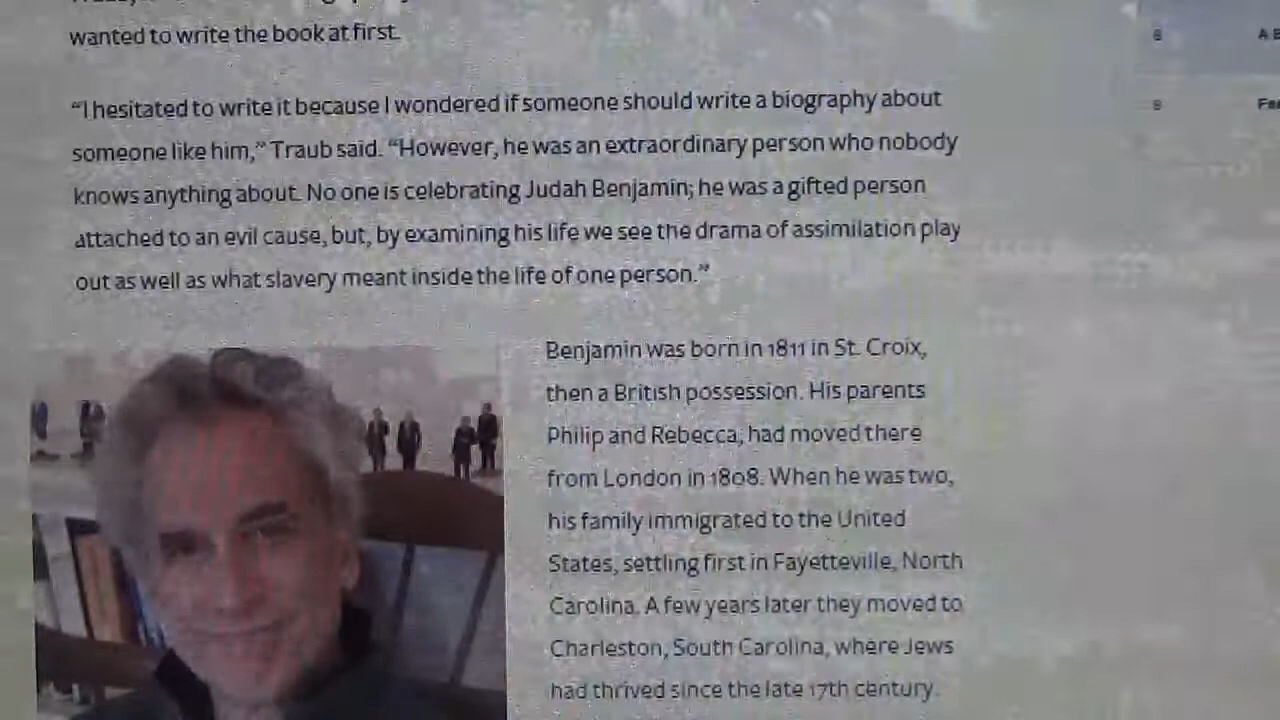 wanted to write the book at first.
“I hesitated to write it because I wondered if someone should write a biography about
someone like him,” Traub said. “However, he was an extraordinary person who nobody
knows anything about. No one is celebrating Judah Benjamin; he was a gifted person
attached to an evil cause, but, by examining his life we see the drama of assimilation play
out as well as what slavery meant inside the life of one person.”
Benjamin was born in 1811 in St. Croix,
then a British possession. His parents
Philip and Rebecca, had moved there
from London in 1808. When he was two,
his family immigrated to the United
States, settling first in Fayetteville, North
Carolina. A few years later they moved to
Charleston, South Carolina, where Jews
had thrived since the late 17th century.